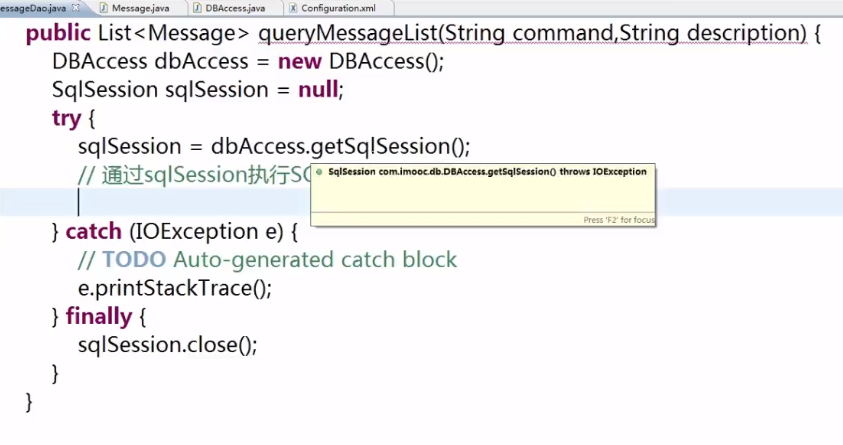 essageDao.java Message.java DBAccess.java Configuration.xml
public List<Message> queryMessageList(String command,String description) {
DBAccess dbAccess = new DBAccess();
SqlSession sqlSession = null;
try {
sqlSession = dbAccess.getSqlSession();
// 通过sqlSession执行SQ
SqlSession com.imooc.db.DBAccess.getSqlSession() throws IOException
Press 'F2' for focus
} catch (IOException e) {
// TODO Auto-generated catch block
e.printStackTrace();
} finally {
sqlSession.close();
}
}